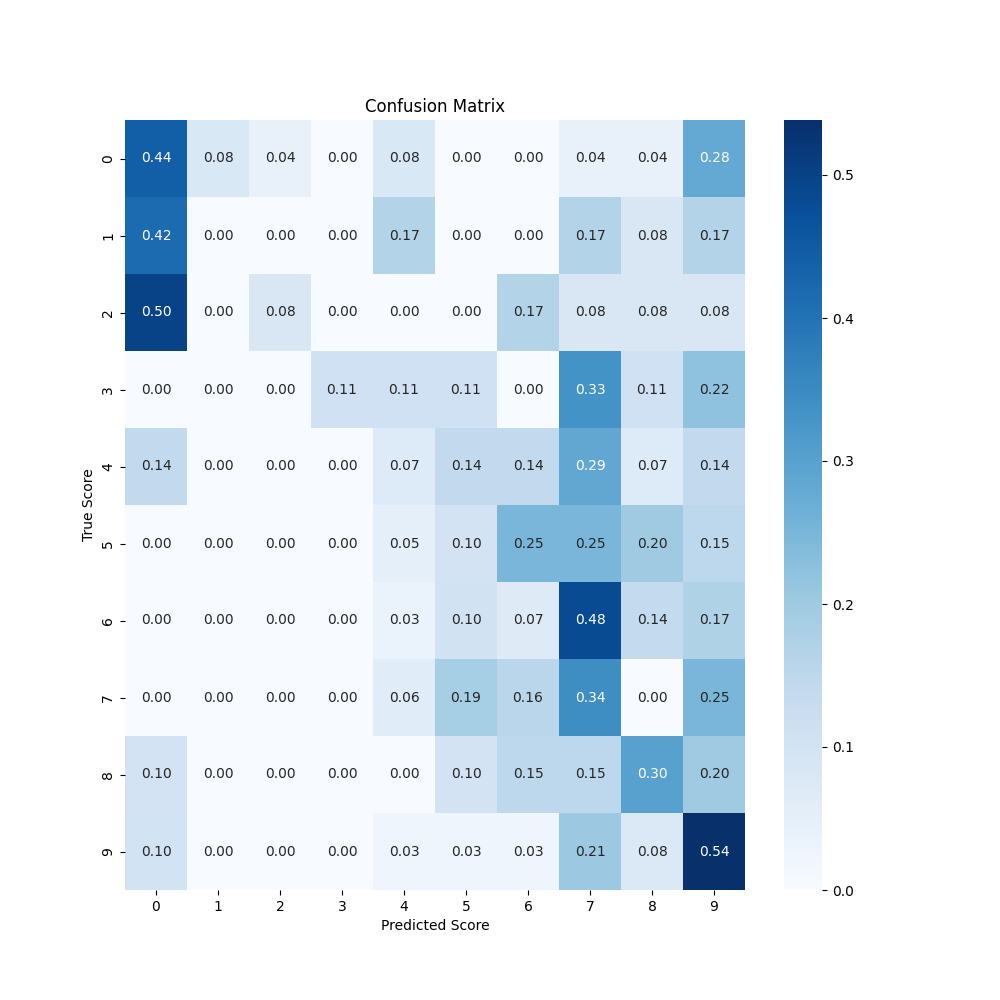 Confusion Matrix
0 0.44 0.08 0.04 0.00 0.08 0.00 0.00 0.04 0.04 0.28
1 0.42 0.00 0.00 0.00 0.17 0.00 0.00 0.17 0.08 0.17
2 0.50 0.00 0.08 0.00 0.00 0.00 0.17 0.08 0.08 0.08
3 0.00 0.00 0.00 0.11 0.11 0.11 0.00 0.33 0.11 0.22
4 0.14 0.00 0.00 0.00 0.07 0.14 0.14 0.29 0.07 0.14
5 0.00 0.00 0.00 0.00 0.05 0.10 0.25 0.25 0.20 0.15
6 0.00 0.00 0.00 0.00 0.03 0.10 0.07 0.48 0.14 0.17
7 0.00 0.00 0.00 0.00 0.06 0.19 0.16 0.34 0.00 0.25
8 0.10 0.00 0.00 0.00 0.00 0.10 0.15 0.15 0.30 0.20
9 0.10 0.00 0.00 0.00 0.03 0.03 0.03 0.21 0.08 0.54
0 1 2 3 4 5 6 7 8 9
Predicted Score
True Score
0.5
0.4
0.3
0.2
0.1
0.0